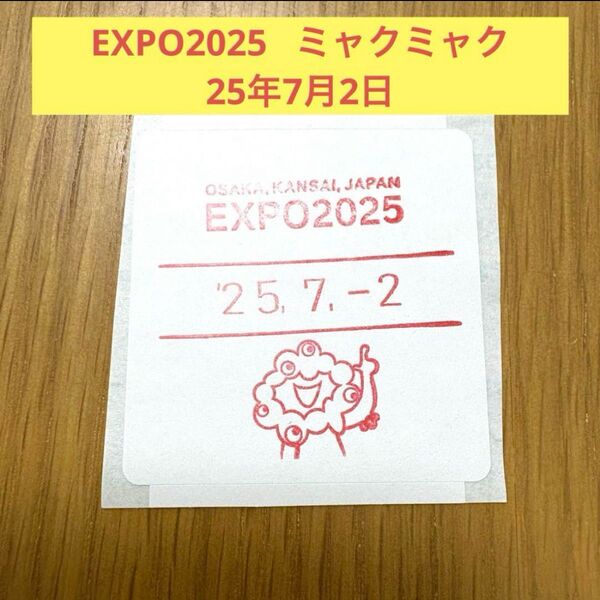 EXPO2025 ミャクミャク
25年7月2日
OSAKA, KANSAI, JAPAN
EXPO2025
'25, 7, -2